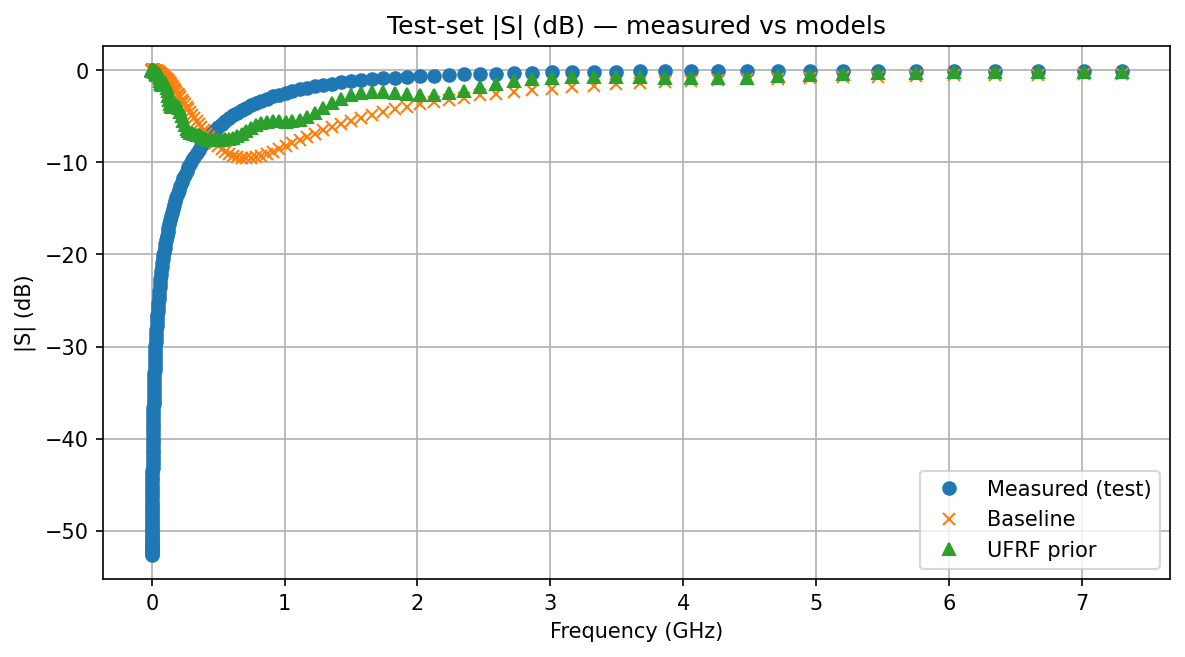 Test-set |S| (dB) — measured vs models
|S| (dB)
0
−10
−20
−30
−40
−50
0 1 2 3 4 5 6 7
Frequency (GHz)
Measured (test)
Baseline
UFRF prior